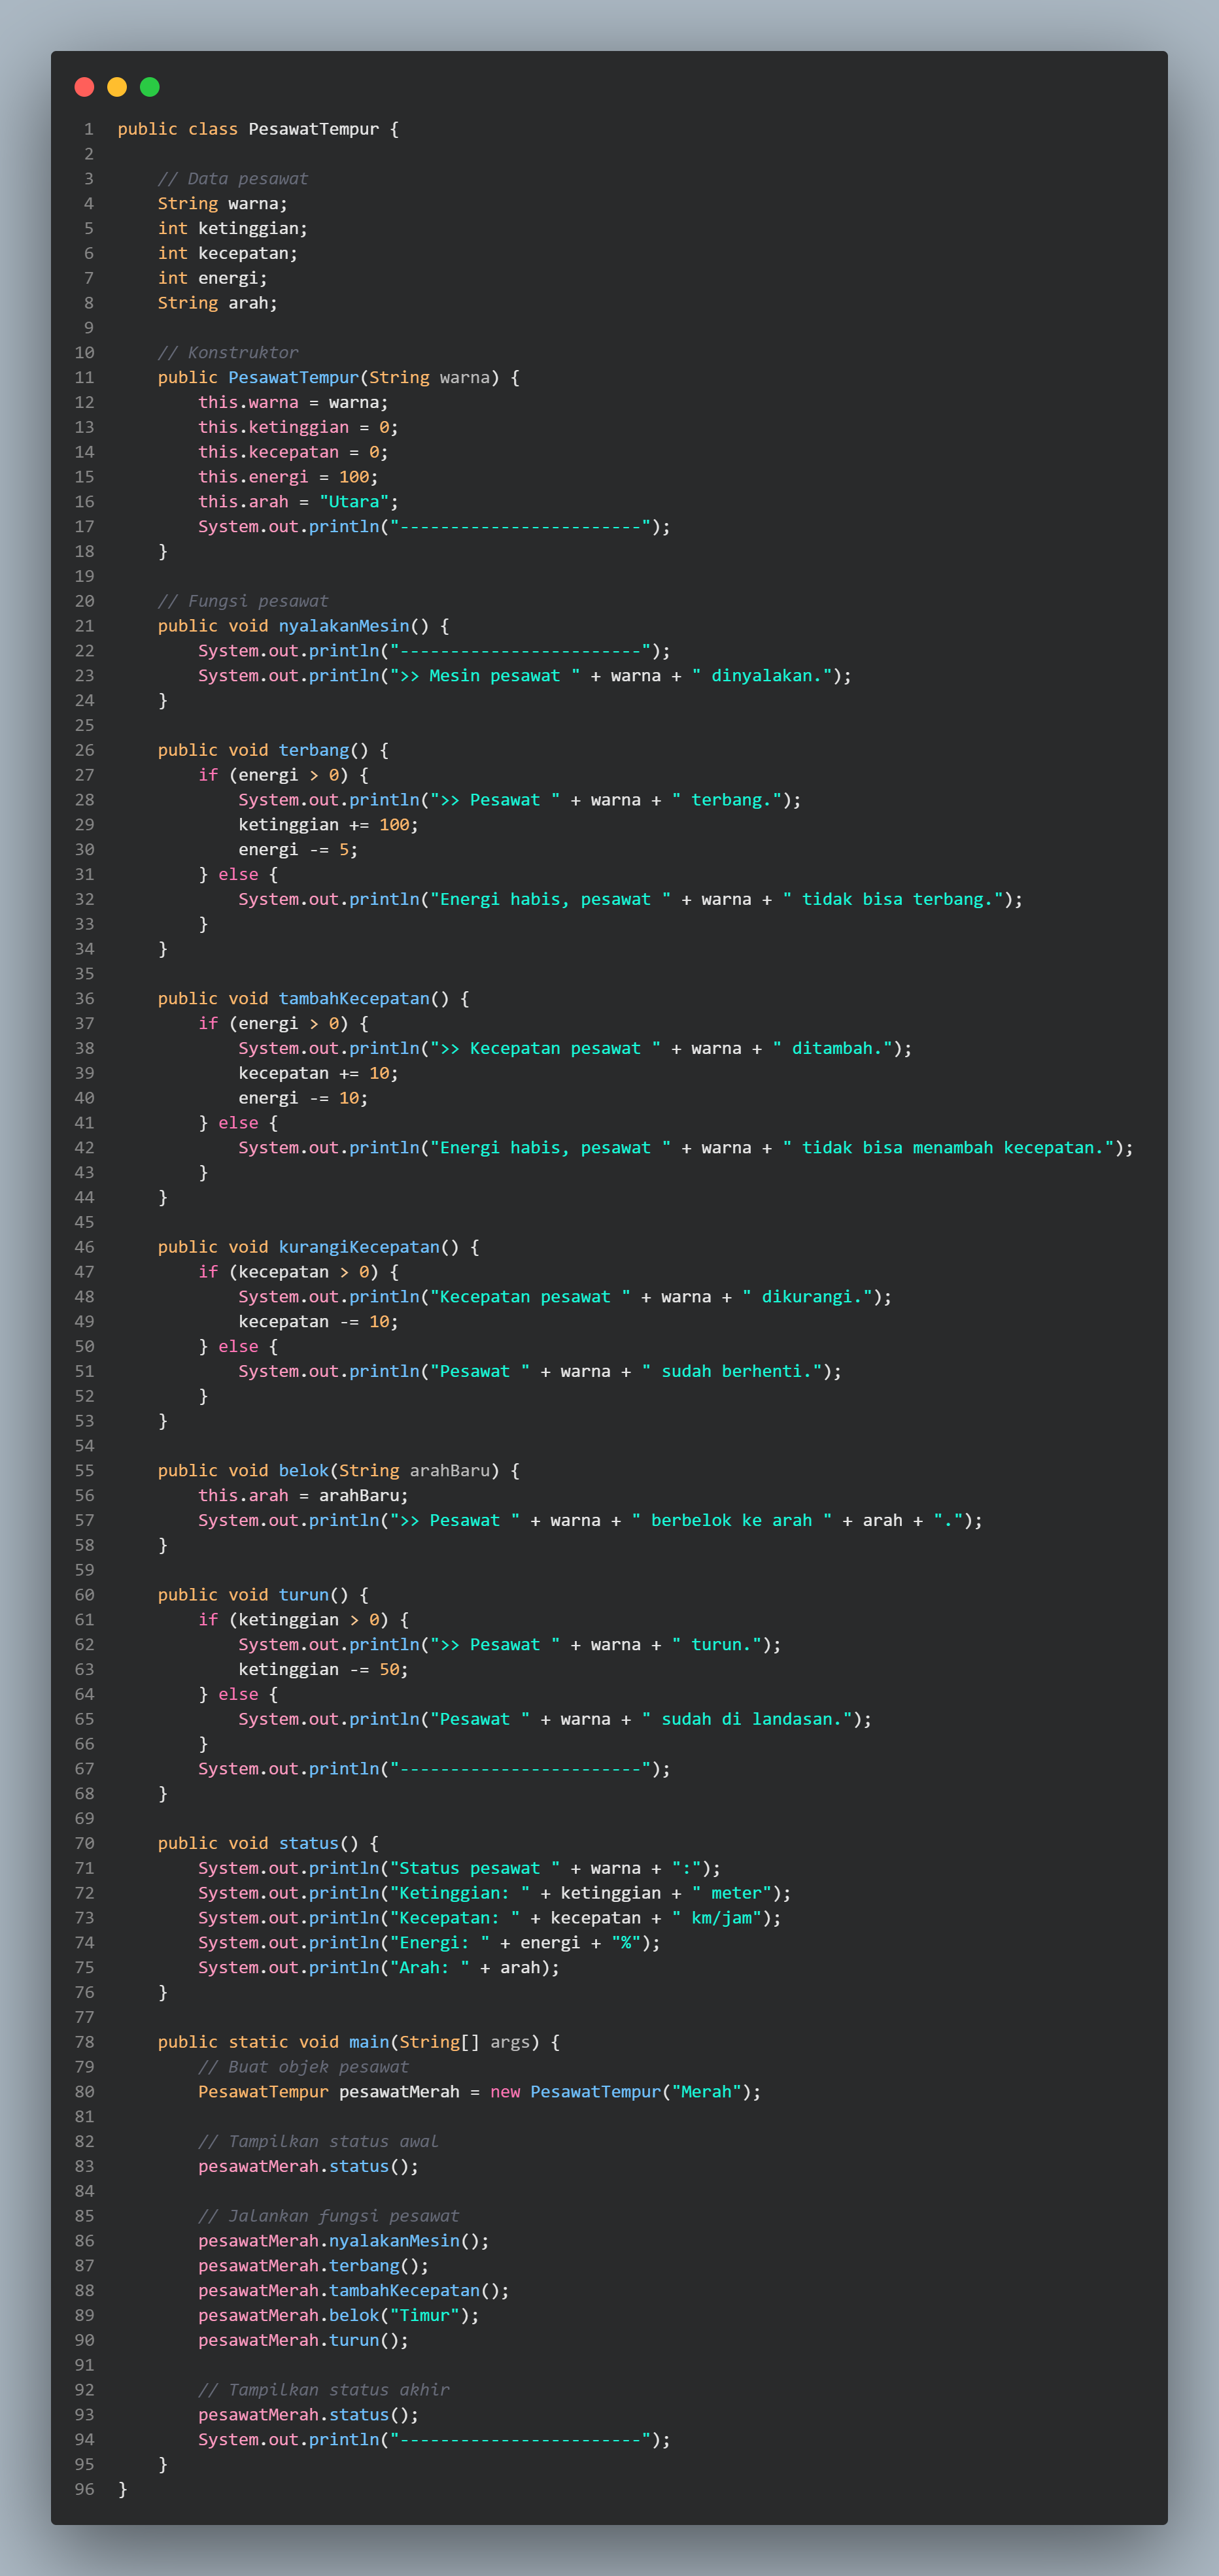 1 public class PesawatTempur {
2
3     // Data pesawat
4     String warna;
5     int ketinggian;
6     int kecepatan;
7     int energi;
8     String arah;
9
10     // Konstruktor
11     public PesawatTempur(String warna) {
12         this.warna = warna;
13         this.ketinggian = 0;
14         this.kecepatan = 0;
15         this.energi = 100;
16         this.arah = "Utara";
17         System.out.println("------------------------");
18     }
19
20     // Fungsi pesawat
21     public void nyalakanMesin() {
22         System.out.println("------------------------");
23         System.out.println(">> Mesin pesawat " + warna + " dinyalakan.");
24     }
25
26     public void terbang() {
27         if (energi > 0) {
28             System.out.println(">> Pesawat " + warna + " terbang.");
29             ketinggian += 100;
30             energi -= 5;
31         } else {
32             System.out.println("Energi habis, pesawat " + warna + " tidak bisa terbang.");
33         }
34     }
35
36     public void tambahKecepatan() {
37         if (energi > 0) {
38             System.out.println(">> Kecepatan pesawat " + warna + " ditambah.");
39             kecepatan += 10;
40             energi -= 10;
41         } else {
42             System.out.println("Energi habis, pesawat " + warna + " tidak bisa menambah kecepatan.");
43         }
44     }
45
46     public void kurangiKecepatan() {
47         if (kecepatan > 0) {
48             System.out.println("Kecepatan pesawat " + warna + " dikurangi.");
49             kecepatan -= 10;
50         } else {
51             System.out.println("Pesawat " + warna + " sudah berhenti.");
52         }
53     }
54
55     public void belok(String arahBaru) {
56         this.arah = arahBaru;
57         System.out.println(">> Pesawat " + warna + " berbelok ke arah " + arah + ".");
58     }
59
60     public void turun() {
61         if (ketinggian > 0) {
62             System.out.println(">> Pesawat " + warna + " turun.");
63             ketinggian -= 50;
64         } else {
65             System.out.println("Pesawat " + warna + " sudah di landasan.");
66         }
67         System.out.println("------------------------");
68     }
69
70     public void status() {
71         System.out.println("Status pesawat " + warna + ":");
72         System.out.println("Ketinggian: " + ketinggian + " meter");
73         System.out.println("Kecepatan: " + kecepatan + " km/jam");
74         System.out.println("Energi: " + energi + "%");
75         System.out.println("Arah: " + arah);
76     }
77
78     public static void main(String[] args) {
79         // Buat objek pesawat
80         PesawatTempur pesawatMerah = new PesawatTempur("Merah");
81
82         // Tampilkan status awal
83         pesawatMerah.status();
84
85         // Jalankan fungsi pesawat
86         pesawatMerah.nyalakanMesin();
87         pesawatMerah.terbang();
88         pesawatMerah.tambahKecepatan();
89         pesawatMerah.belok("Timur");
90         pesawatMerah.turun();
91
92         // Tampilkan status akhir
93         pesawatMerah.status();
94         System.out.println("------------------------");
95     }
96 }